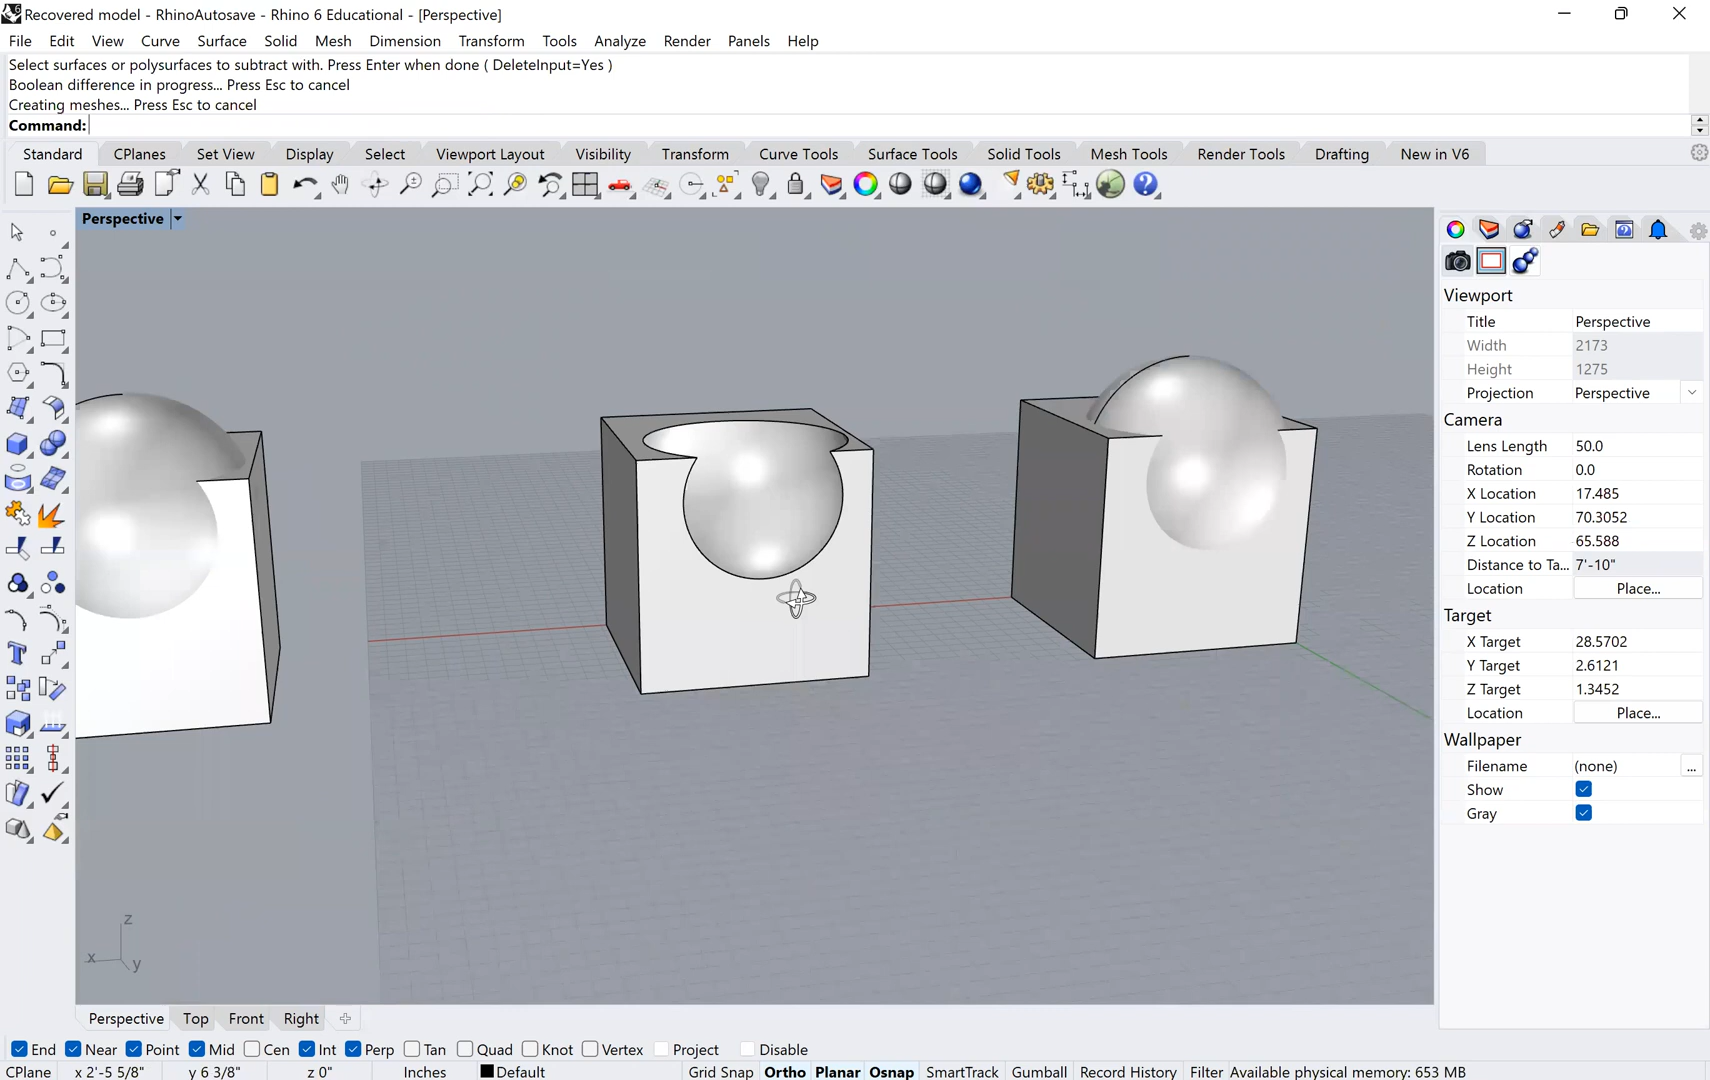 Recovered model - RhinoAutosave - Rhino 6 Educational - [Perspective]
File Edit View Curve Surface Solid Mesh Dimension Transform Tools Analyze Render Panels Help
Select surfaces or polysurfaces to subtract with. Press Enter when done ( DeleteInput=Yes )
Boolean difference in progress... Press Esc to cancel
Creating meshes... Press Esc to cancel
Command:
Standard CPlanes Set View Display Select Viewport Layout Visibility Transform Curve Tools Surface Tools Solid Tools Mesh Tools Render Tools Drafting New in V6
Perspective
Viewport
Title Perspective
Width 2173
Height 1275
Projection Perspective
Camera
Lens Length 50.0
Rotation 0.0
X Location 17.485
Y Location 70.3052
Z Location 65.588
Distance to Ta... 7'-10"
Location Place...
Target
X Target 28.5702
Y Target 2.6121
Z Target 1.3452
Location Place...
Wallpaper
Filename (none) ...
Show
Gray
z
x
y
Perspective Top Front Right
End Near Point Mid Cen Int Perp Tan Quad Knot Vertex Project Disable
CPlane x 2'-5 5/8" y 6 3/8" z 0" Inches Default Grid Snap Ortho Planar Osnap SmartTrack Gumball Record History Filter Available physical memory: 653 MB